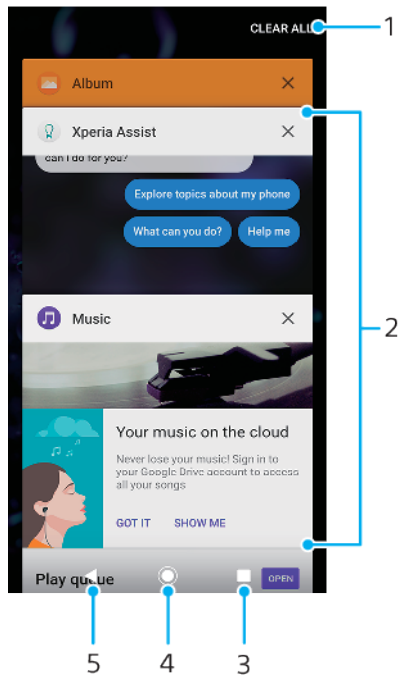 CLEAR ALL
1
Album
Xperia Assist
can I do for you?
Explore topics about my phone
What can you do?
Help me
2
Music
Your music on the cloud
Never lose your music! Sign in to
your Google Drive account to access
all your songs
GOT IT SHOW ME
Play queue
OPEN
5 4 3